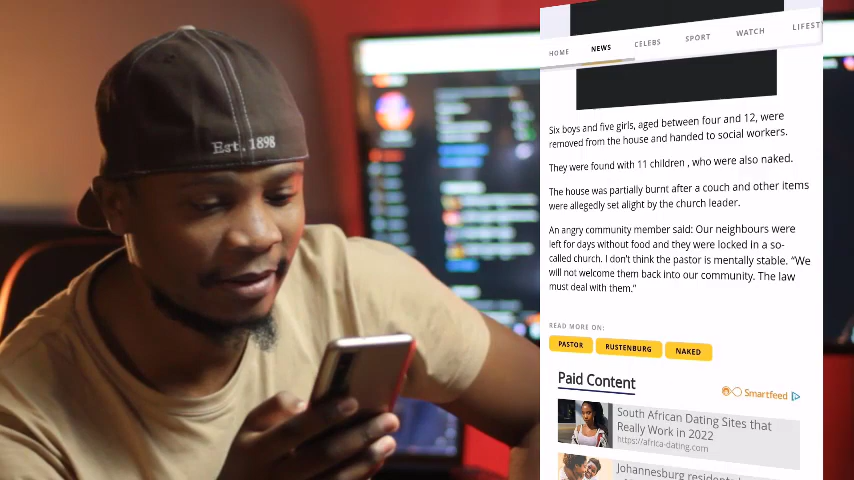 Est. 1898
HOME NEWS CELEBS SPORT WATCH LIFEST
Six boys and five girls, aged between four and 12, were
removed from the house and handed to social workers.
They were found with 11 children , who were also naked.
The house was partially burnt after a couch and other items
were allegedly set alight by the church leader.
An angry community member said: Our neighbours were
left for days without food and they were locked in a so-
called church. I don't think the pastor is mentally stable. “We
will not welcome them back into our community. The law
must deal with them.”
READ MORE ON:
PASTOR RUSTENBURG NAKED
Paid Content
Smartfeed
South African Dating Sites that
Really Work in 2022
https://africa-dating.com
Johannesburg residents